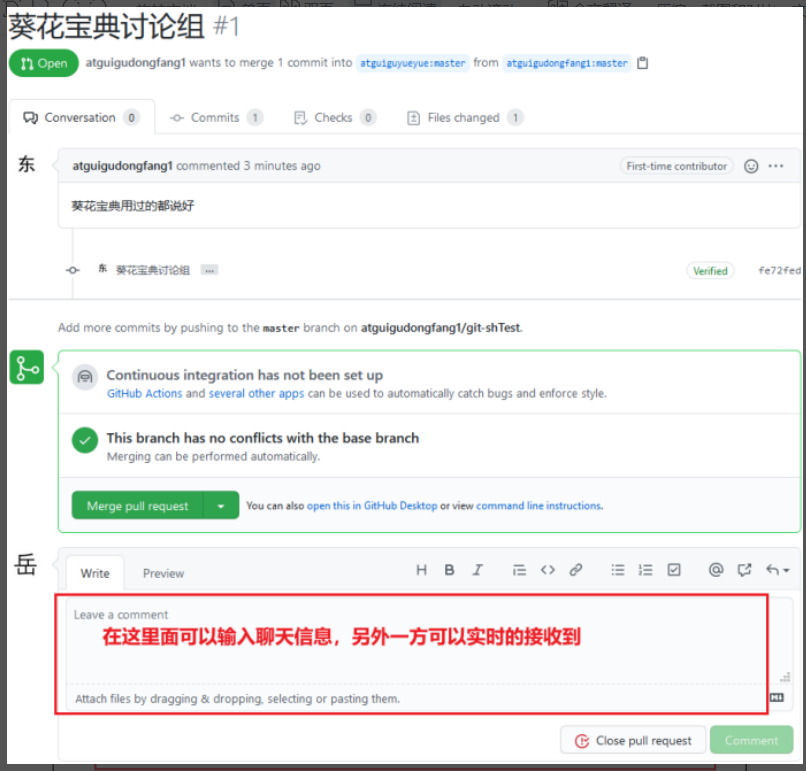 葵花宝典讨论组 #1
Open atguigudongfang1 wants to merge 1 commit into atguiguyueyue:master from atguigudongfang1:master
Conversation 0 Commits 1 Checks 0 Files changed 1
东 atguigudongfang1 commented 3 minutes ago First-time contributor
葵花宝典用过的都说好
东 葵花宝典讨论组 ... Verified fe72fed
Add more commits by pushing to the master branch on atguigudongfang1/git-shTest.
Continuous integration has not been set up
GitHub Actions and several other apps can be used to automatically catch bugs and enforce style.
This branch has no conflicts with the base branch
Merging can be performed automatically.
Merge pull request You can also open this in GitHub Desktop or view command line instructions.
岳 Write Preview H B I
Leave a comment
在这里面可以输入聊天信息，另外一方可以实时的接收到
Attach files by dragging & dropping, selecting or pasting them.
Close pull request Comment